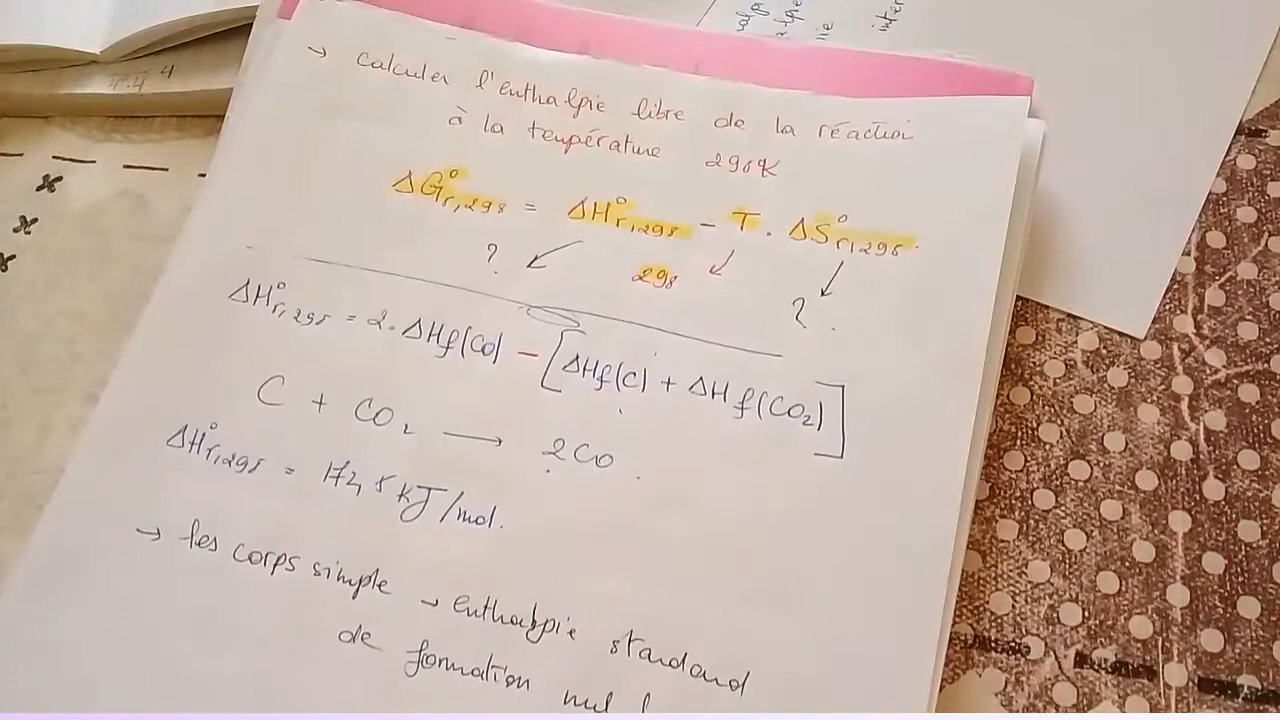 → calculer l'enthalpie libre de la réaction
à la température 298K
ΔG°r,298 = ΔH°r,298 - T. ΔS°r,298.
? 298 ?
ΔH°r,298 = 2. ΔHf(CO) - [ΔHf(C) + ΔHf(CO₂)]
C + CO₂ → 2CO.
ΔH°r,298 = 172,5 kJ/mol.
→ les corps simple → enthalpie standard
de formation nul